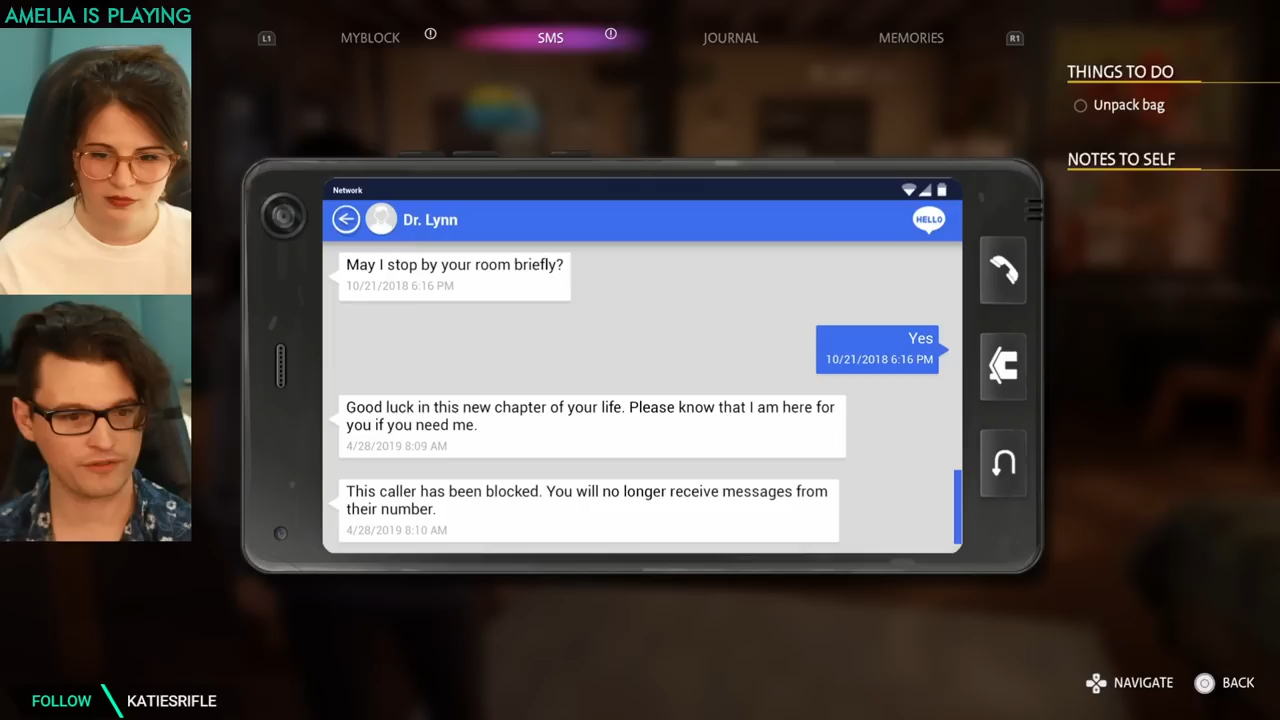 AMELIA IS PLAYING
L1
MYBLOCK
SMS
JOURNAL
MEMORIES
R1
THINGS TO DO
Unpack bag
NOTES TO SELF
Network
Dr. Lynn
HELLO
May I stop by your room briefly?
10/21/2018 6:16 PM
Yes
10/21/2018 6:16 PM
Good luck in this new chapter of your life. Please know that I am here for
you if you need me.
4/28/2019 8:09 AM
This caller has been blocked. You will no longer receive messages from
their number.
4/28/2019 8:10 AM
NAVIGATE
BACK
FOLLOW
KATIESRIFLE